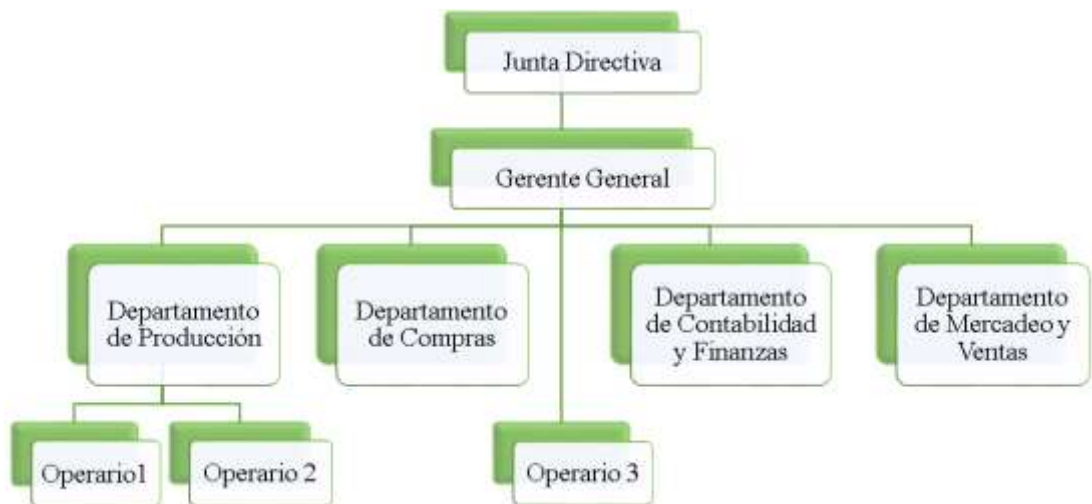 Junta Directiva
Gerente General
Departamento
de Producción
Departamento
de Compras
Departamento
de Contabilidad
y Finanzas
Departamento
de Mercadeo y
Ventas
Operario1
Operario 2
Operario 3